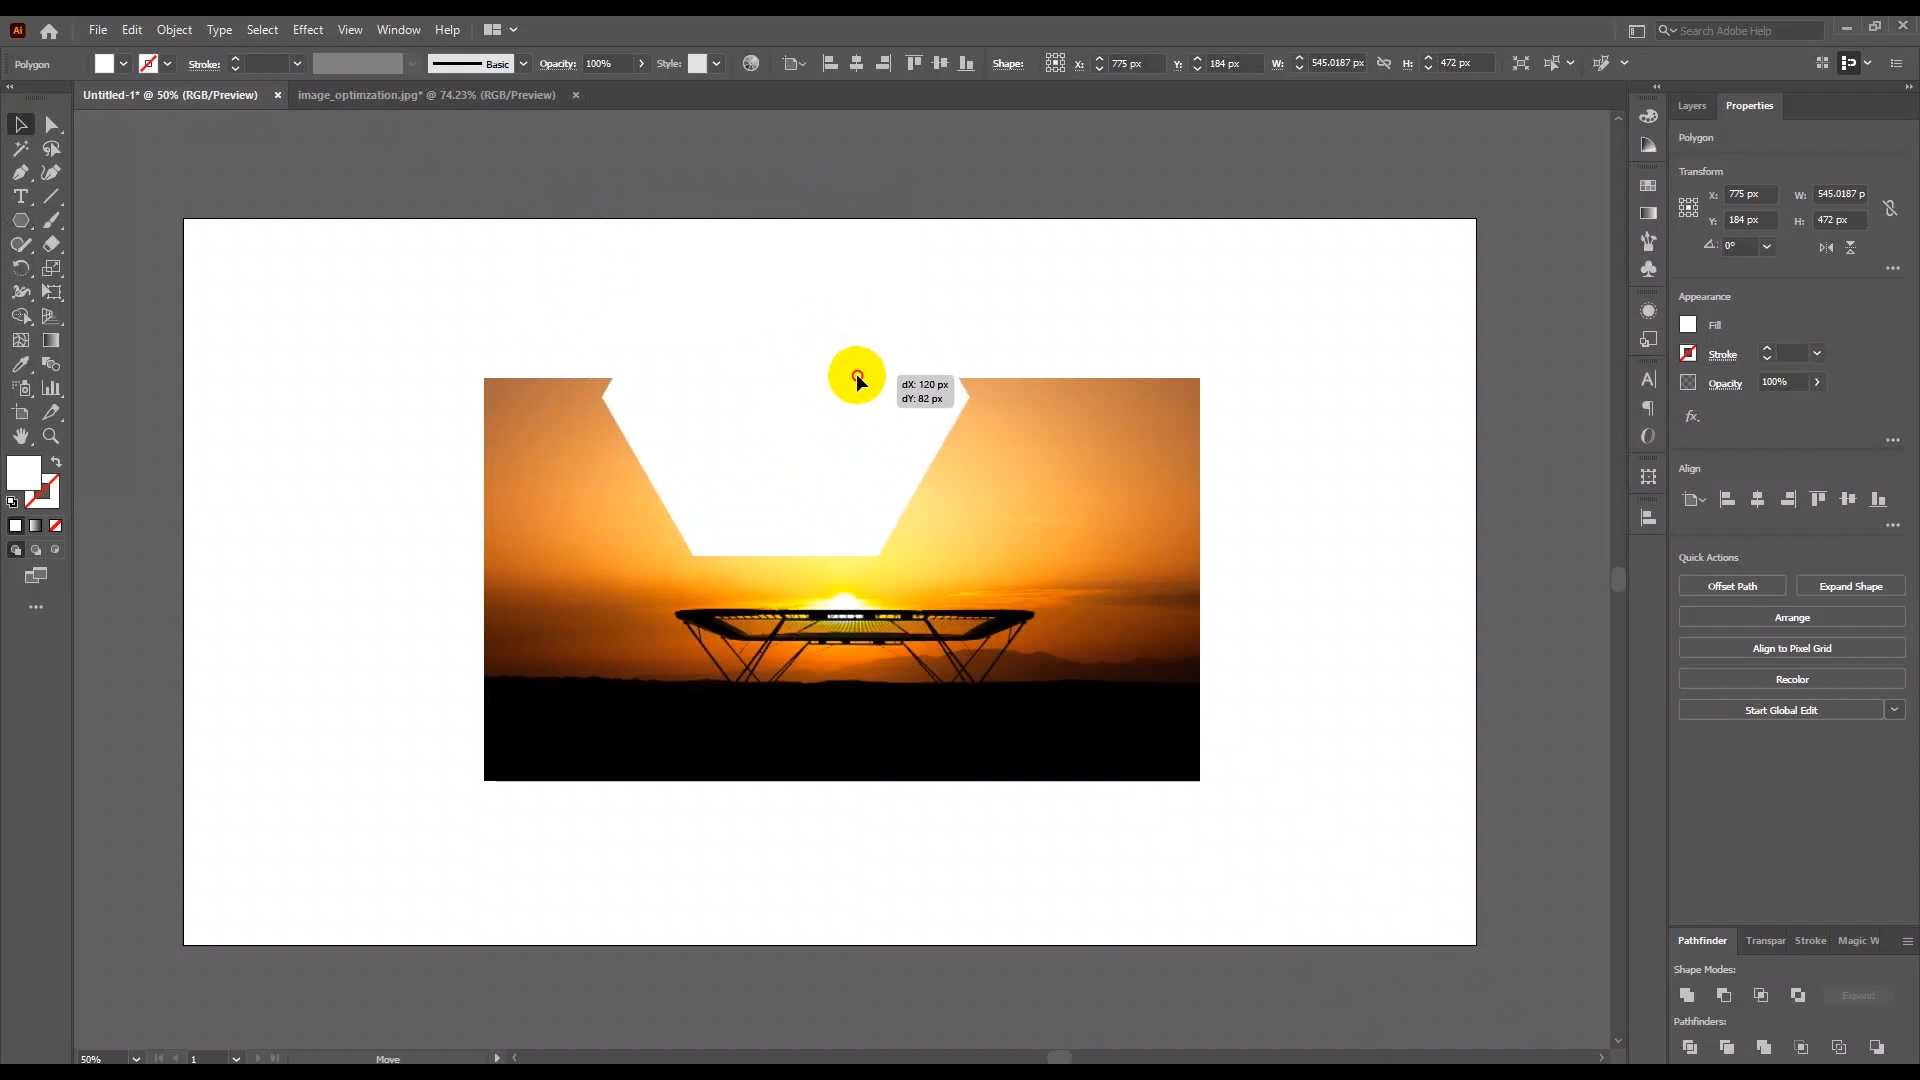 Ai File Edit Object Type Select Effect View Window Help Search Adobe Help
Polygon Stroke: Basic Opacity: 100% Style: Shape: X: 775 px Y: 184 px W: 545.0187 px H: 472 px
Untitled-1* @ 50% (RGB/Preview) × image_optimzation.jpg* @ 74.23% (RGB/Preview) ×
Layers Properties
Polygon
Transform
X: 775 px W: 545.0187 p
Y: 184 px H: 472 px
0°
Appearance
Fill
Stroke
Opacity 100%
fx.
Align
Quick Actions
Offset Path Expand Shape
Arrange
Align to Pixel Grid
Recolor
Start Global Edit
dX: 120 px
dY: 82 px
Pathfinder Transpar Stroke Magic W
Shape Modes:
Expand
Pathfinders:
50% 1 Move